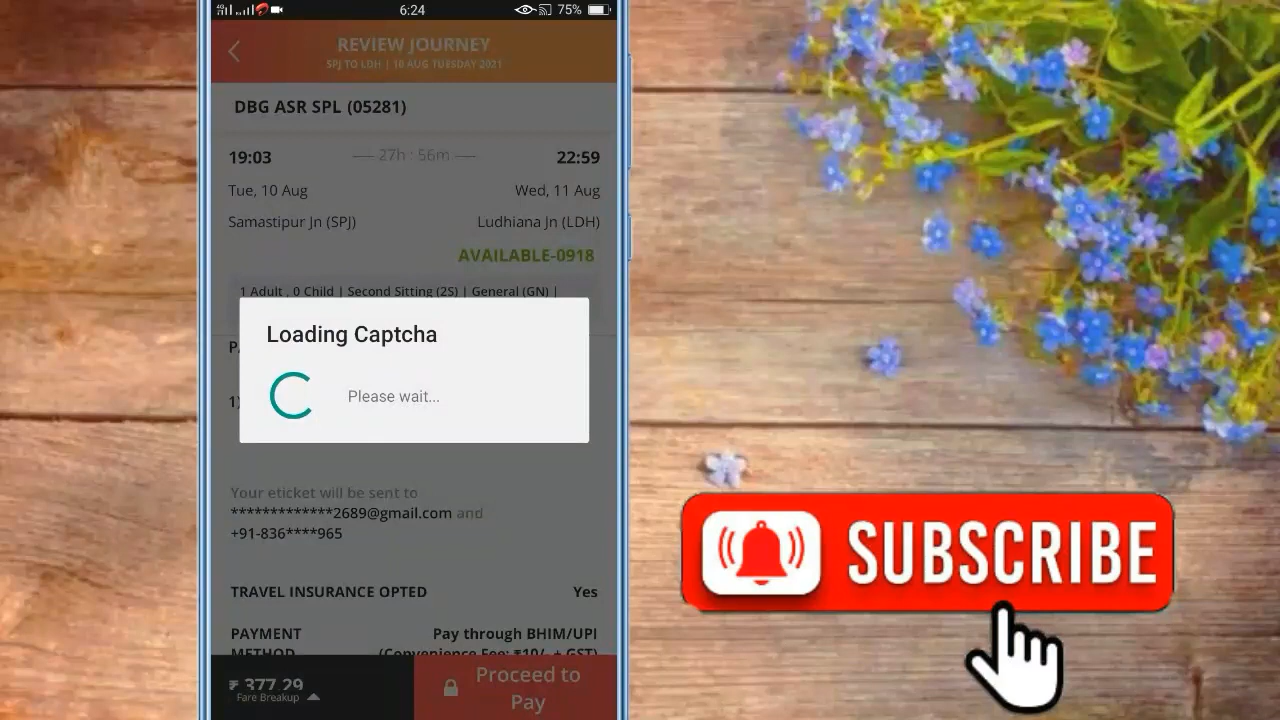 6:24
75%
REVIEW JOURNEY
SPJ TO LDH | 10 AUG TUESDAY 2021
DBG ASR SPL (05281)
19:03
27h : 56m
22:59
Tue, 10 Aug
Wed, 11 Aug
Samastipur Jn (SPJ)
Ludhiana Jn (LDH)
AVAILABLE-0918
1 Adult , 0 Child | Second Sitting (2S) | General (GN) |
Loading Captcha
Please wait...
1)
Your eticket will be sent to
*************2689@gmail.com and
+91-836****965
TRAVEL INSURANCE OPTED
Yes
PAYMENT
METHOD
Pay through BHIM/UPI
(Convenience Fee: ₹10/- + GST)
₹ 377.29
Fare Breakup
Proceed to
Pay
SUBSCRIBE